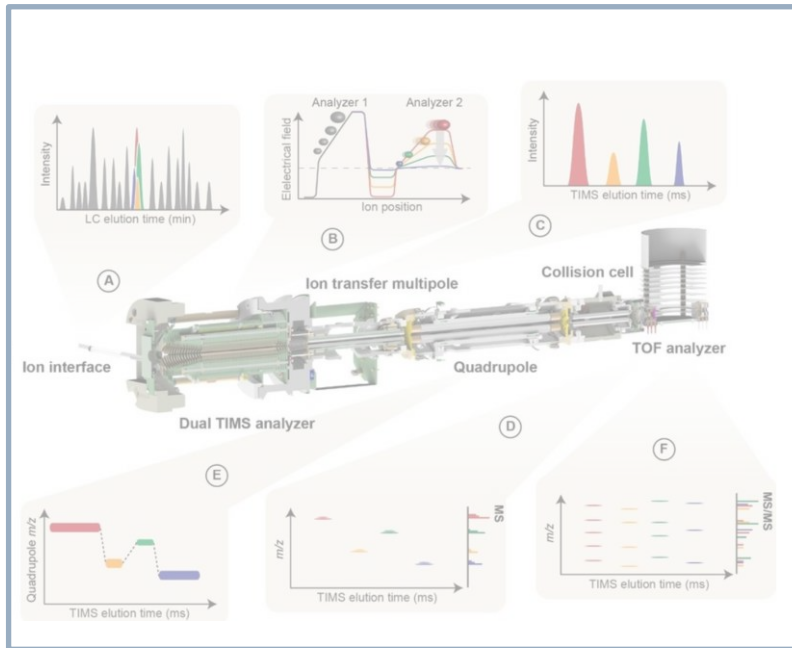 Analyzer 1
Analyzer 2
Intensity
LC elution time (min)
Elelectrical field
Ion position
Intensity
TIMS elution time (ms)
A
B
C
Ion transfer multipole
Collision cell
Ion interface
Quadrupole
TOF analyzer
Dual TIMS analyzer
E
D
F
Quadrupole m/z
TIMS elution time (ms)
m/z
MS
TIMS elution time (ms)
m/z
MS/MS
TIMS elution time (ms)